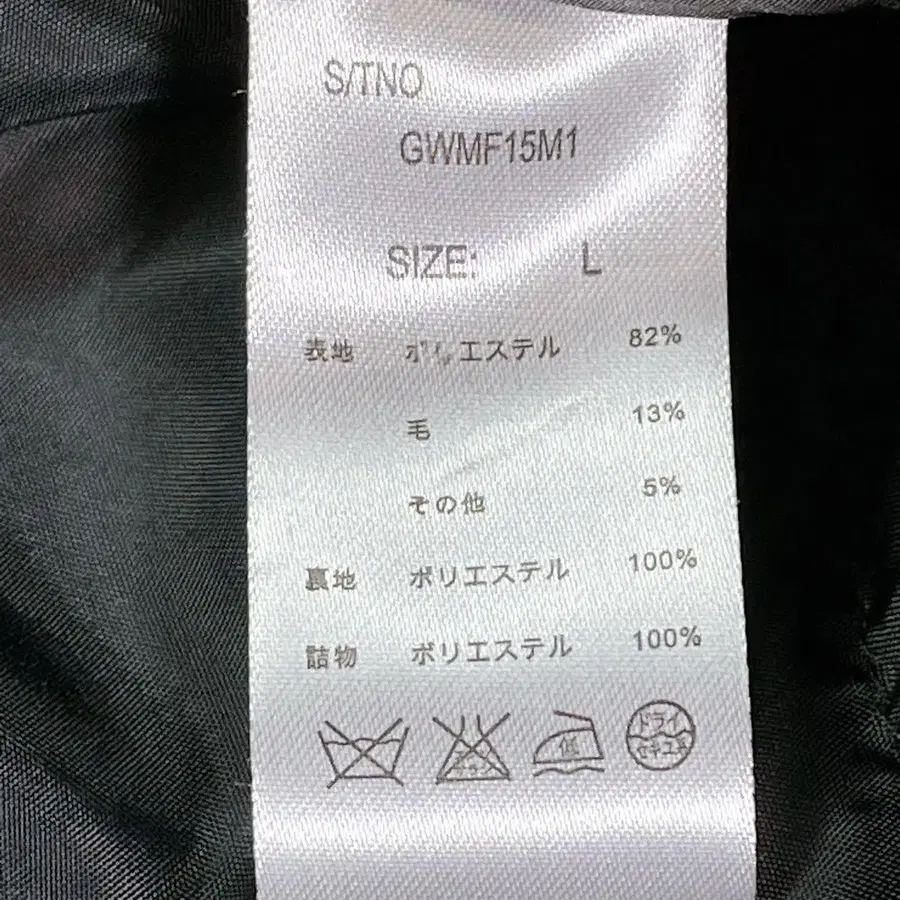 S/TNO
GWMF15M1
SIZE: L
表地 ポリエステル 82%
毛 13%
その他 5%
裏地 ポリエステル 100%
詰物 ポリエステル 100%
低
ドライ
セキユ系